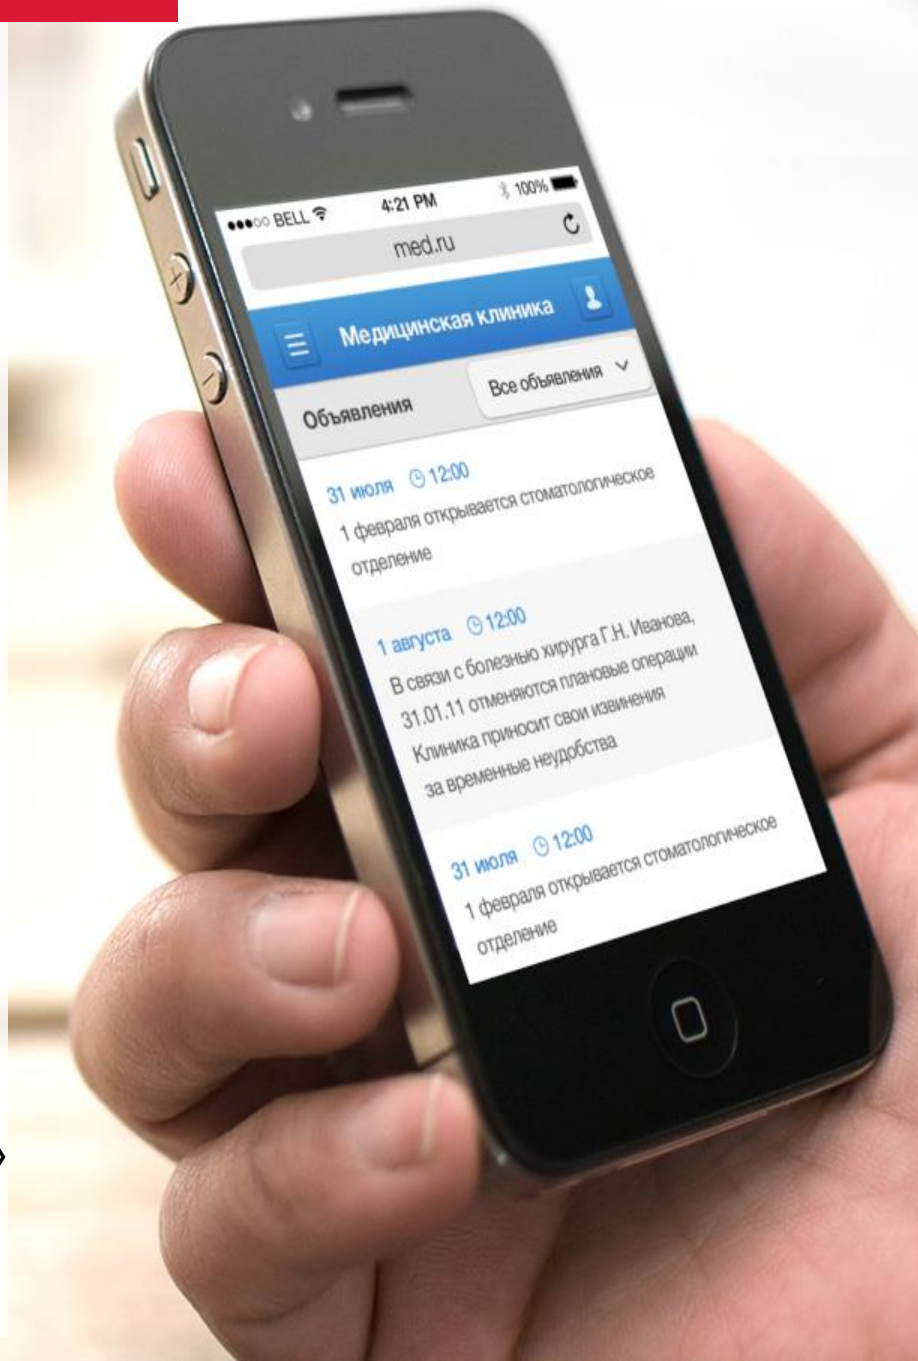 BELL 4:21 PM 100%
med.ru
Медицинская клиника
Объявления Все объявления
31 июля 12:00
1 февраля открывается стоматологическое
отделение
1 августа 12:00
В связи с болезнью хирурга Г.Н. Иванова,
31.01.11 отменяются плановые операции
Клиника приносит свои извинения
за временные неудобства
31 июля 12:00
1 февраля открывается стоматологическое
отделение